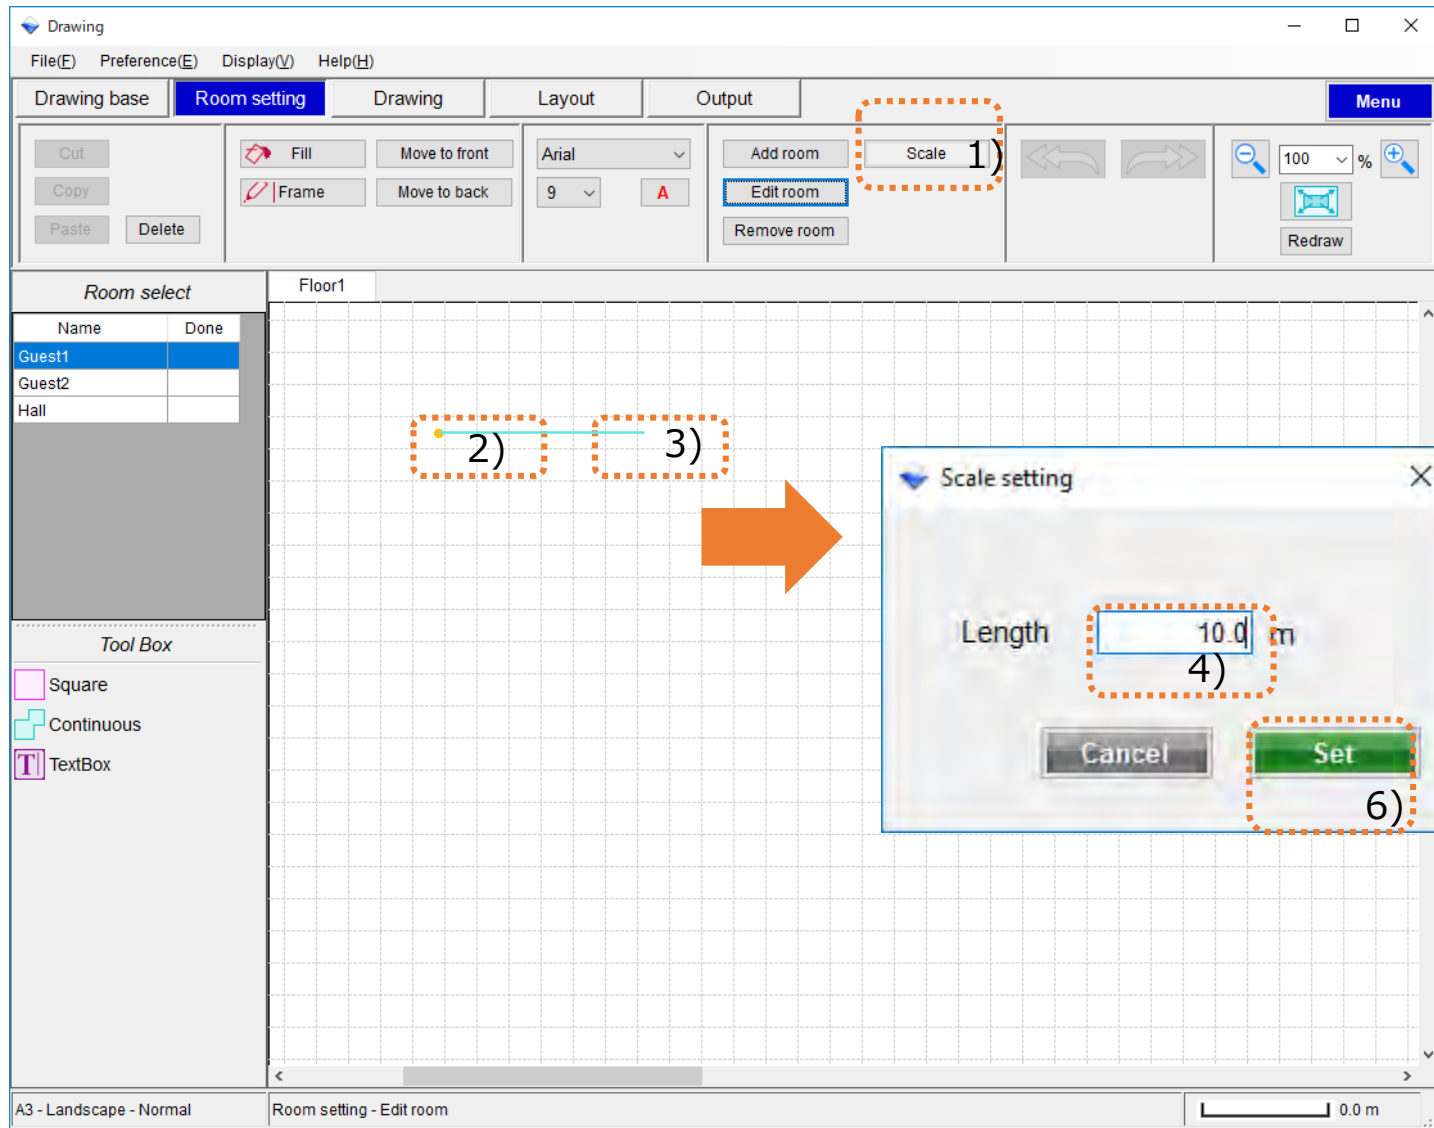 Drawing
File(F) Preference(E) Display(V) Help(H)
Drawing base Room setting Drawing Layout Output Menu
Cut Fill Move to front Arial Add room Scale 1) 100 %
Copy Frame Move to back 9 A Edit room
Paste Delete Remove room Redraw
Room select Floor1
Name Done
Guest1
Guest2
Hall
2) 3)
Scale setting
Length 10.0 m
4)
Cancel Set
6)
Tool Box
Square
Continuous
T TextBox
A3 - Landscape - Normal Room setting - Edit room 0.0 m